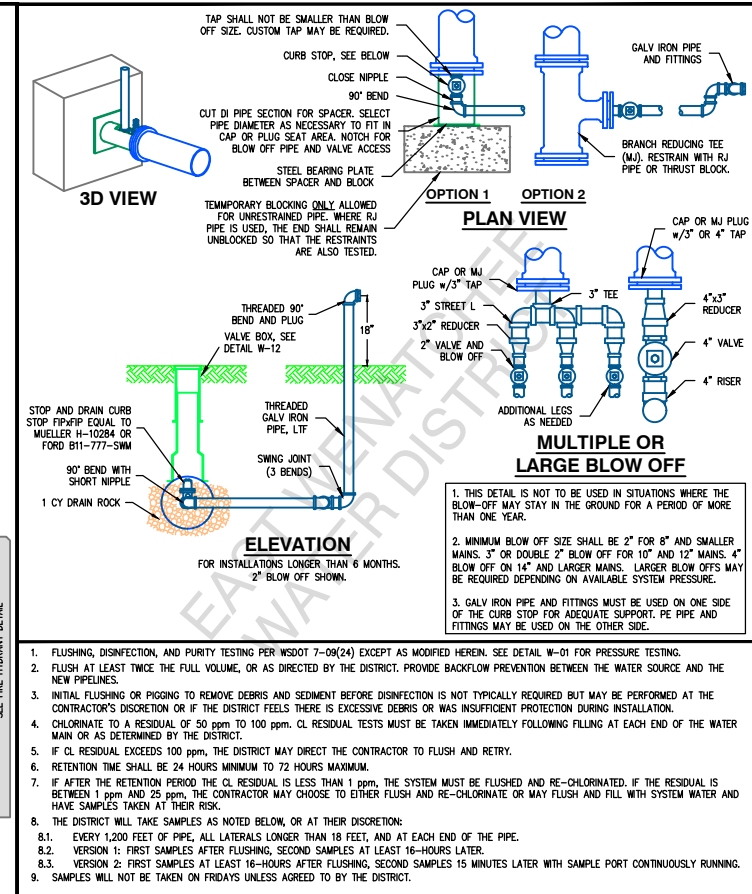 TAP SHALL NOT BE SMALLER THAN BLOW
OFF SIZE. CUSTOM TAP MAY BE REQUIRED.
CURB STOP, SEE BELOW
CLOSE NIPPLE
90° BEND
CUT DI PIPE SECTION FOR SPACER. SELECT
PIPE DIAMETER AS NECESSARY TO FIT IN
CAP OR PLUG SEAT AREA. NOTCH FOR
BLOW OFF PIPE AND VALVE ACCESS
STEEL BEARING PLATE
BETWEEN SPACER AND BLOCK
TEMMPORARY BLOCKING ONLY ALLOWED
FOR UNRESTRAINED PIPE. WHERE RJ
PIPE IS USED, THE END SHALL REMAIN
UNBLOCKED SO THAT THE RESTRAINTS
ARE ALSO TESTED.
3D VIEW
GALV IRON PIPE
AND FITTINGS
BRANCH REDUCING TEE
(MJ). RESTRAIN WITH RJ
PIPE OR THRUST BLOCK.
OPTION 1
OPTION 2
PLAN VIEW
CAP OR MJ PLUG
w/3" OR 4" TAP
CAP OR MJ
PLUG w/3" TAP
3" STREET L
3"x2" REDUCER
2" VALVE AND
BLOW OFF
3" TEE
4"x3"
REDUCER
4" VALVE
4" RISER
ADDITIONAL LEGS
AS NEEDED
MULTIPLE OR
LARGE BLOW OFF
THREADED 90°
BEND AND PLUG
18"
VALVE BOX, SEE
DETAIL W-12
STOP AND DRAIN CURB
STOP FIPxFIP EQUAL TO
MUELLER H-10284 OR
FORD B11-777-SWM
THREADED
GALV IRON
PIPE, LTF
90° BEND WITH
SHORT NIPPLE
SWING JOINT
(3 BENDS)
1 CY DRAIN ROCK
ELEVATION
FOR INSTALLATIONS LONGER THAN 6 MONTHS.
2" BLOW OFF SHOWN.
EAST WENATCHEE
WATER DISTRICT
1. THIS DETAIL IS NOT TO BE USED IN SITUATIONS WHERE THE
BLOW-OFF MAY STAY IN THE GROUND FOR A PERIOD OF MORE
THAN ONE YEAR.
2. MINIMUM BLOW OFF SIZE SHALL BE 2" FOR 8" AND SMALLER
MAINS. 3" OR DOUBLE 2" BLOW OFF FOR 10" AND 12" MAINS. 4"
BLOW OFF ON 14" AND LARGER MAINS. LARGER BLOW OFFS MAY
BE REQUIRED DEPENDING ON AVAILABLE SYSTEM PRESSURE.
3. GALV IRON PIPE AND FITTINGS MUST BE USED ON ONE SIDE
OF THE CURB STOP FOR ADEQUATE SUPPORT. PE PIPE AND
FITTINGS MAY BE USED ON THE OTHER SIDE.
SEE FIRE HYDRANT DETAIL
1. FLUSHING, DISINFECTION, AND PURITY TESTING PER WSDOT 7-09(24) EXCEPT AS MODIFIED HEREIN. SEE DETAIL W-01 FOR PRESSURE TESTING.
2. FLUSH AT LEAST TWICE THE FULL VOLUME, OR AS DIRECTED BY THE DISTRICT. PROVIDE BACKFLOW PREVENTION BETWEEN THE WATER SOURCE AND THE
NEW PIPELINES.
3. INITIAL FLUSHING OR PIGGING TO REMOVE DEBRIS AND SEDIMENT BEFORE DISINFECTION IS NOT TYPICALLY REQUIRED BUT MAY BE PERFORMED AT THE
CONTRACTOR'S DISCRETION OR IF THE DISTRICT FEELS THERE IS EXCESSIVE DEBRIS OR WAS INSUFFICIENT PROTECTION DURING INSTALLATION.
4. CHLORINATE TO A RESIDUAL OF 50 ppm TO 100 ppm. CL RESIDUAL TESTS MUST BE TAKEN IMMEDIATELY FOLLOWING FILLING AT EACH END OF THE WATER
MAIN OR AS DETERMINED BY THE DISTRICT.
5. IF CL RESIDUAL EXCEEDS 100 ppm, THE DISTRICT MAY DIRECT THE CONTRACTOR TO FLUSH AND RETRY.
6. RETENTION TIME SHALL BE 24 HOURS MINIMUM TO 72 HOURS MAXIMUM.
7. IF AFTER THE RETENTION PERIOD THE CL RESIDUAL IS LESS THAN 1 ppm, THE SYSTEM MUST BE FLUSHED AND RE-CHLORINATED. IF THE RESIDUAL IS
BETWEEN 1 ppm AND 25 ppm, THE CONTRACTOR MAY CHOOSE TO EITHER FLUSH AND RE-CHLORINATE OR MAY FLUSH AND FILL WITH SYSTEM WATER AND
HAVE SAMPLES TAKEN AT THEIR RISK.
8. THE DISTRICT WILL TAKE SAMPLES AS NOTED BELOW, OR AT THEIR DISCRETION:
8.1. EVERY 1,200 FEET OF PIPE, ALL LATERALS LONGER THAN 18 FEET, AND AT EACH END OF THE PIPE.
8.2. VERSION 1: FIRST SAMPLES AFTER FLUSHING, SECOND SAMPLES AT LEAST 16-HOURS LATER.
8.3. VERSION 2: FIRST SAMPLES AT LEAST 16-HOURS AFTER FLUSHING, SECOND SAMPLES 15 MINUTES LATER WITH SAMPLE PORT CONTINUOUSLY RUNNING.
9. SAMPLES WILL NOT BE TAKEN ON FRIDAYS UNLESS AGREED TO BY THE DISTRICT.